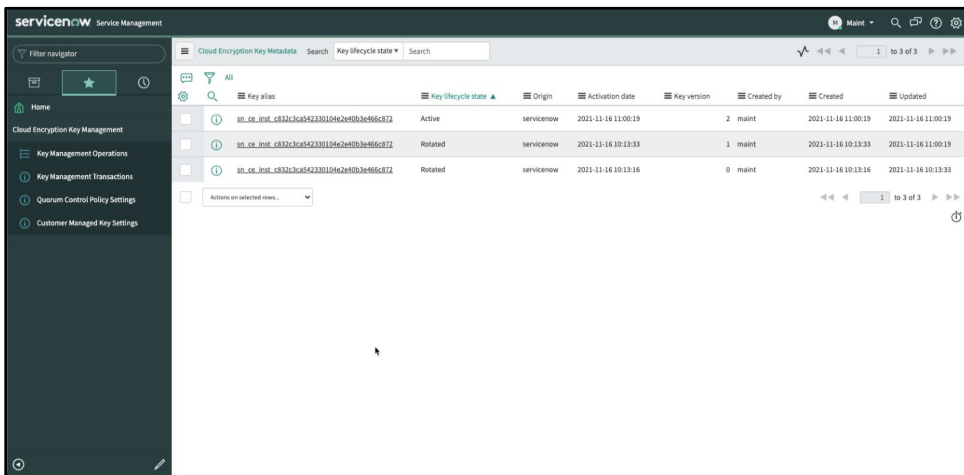 servicenow Service Management
M Maint
Filter navigator
Home
Cloud Encryption Key Management
Key Management Operations
Key Management Transactions
Quorum Control Policy Settings
Customer Managed Key Settings
Cloud Encryption Key Metadata Search Key lifecycle state ▼ Search
1 to 3 of 3
All
Key alias Key lifecycle state ▲ Origin Activation date Key version Created by Created Updated
sn_ce_inst_c832c3ca542330104e2e40b3e466c872 Active servicenow 2021-11-16 11:00:19 2 maint 2021-11-16 11:00:19 2021-11-16 11:00:19
sn_ce_inst_c832c3ca542330104e2e40b3e466c872 Rotated servicenow 2021-11-16 10:13:33 1 maint 2021-11-16 10:13:33 2021-11-16 11:00:19
sn_ce_inst_c832c3ca542330104e2e40b3e466c872 Rotated servicenow 2021-11-16 10:13:16 0 maint 2021-11-16 10:13:16 2021-11-16 10:13:33
Actions on selected rows...
1 to 3 of 3